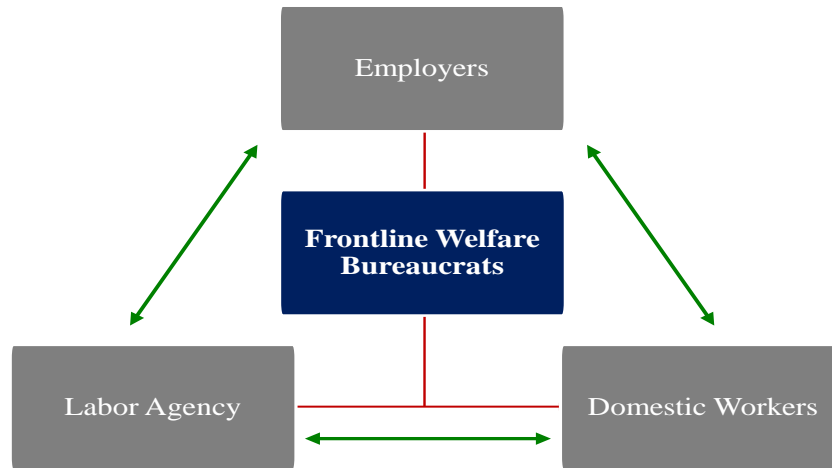 Employers
Frontline Welfare
Bureaucrats
Labor Agency
Domestic Workers